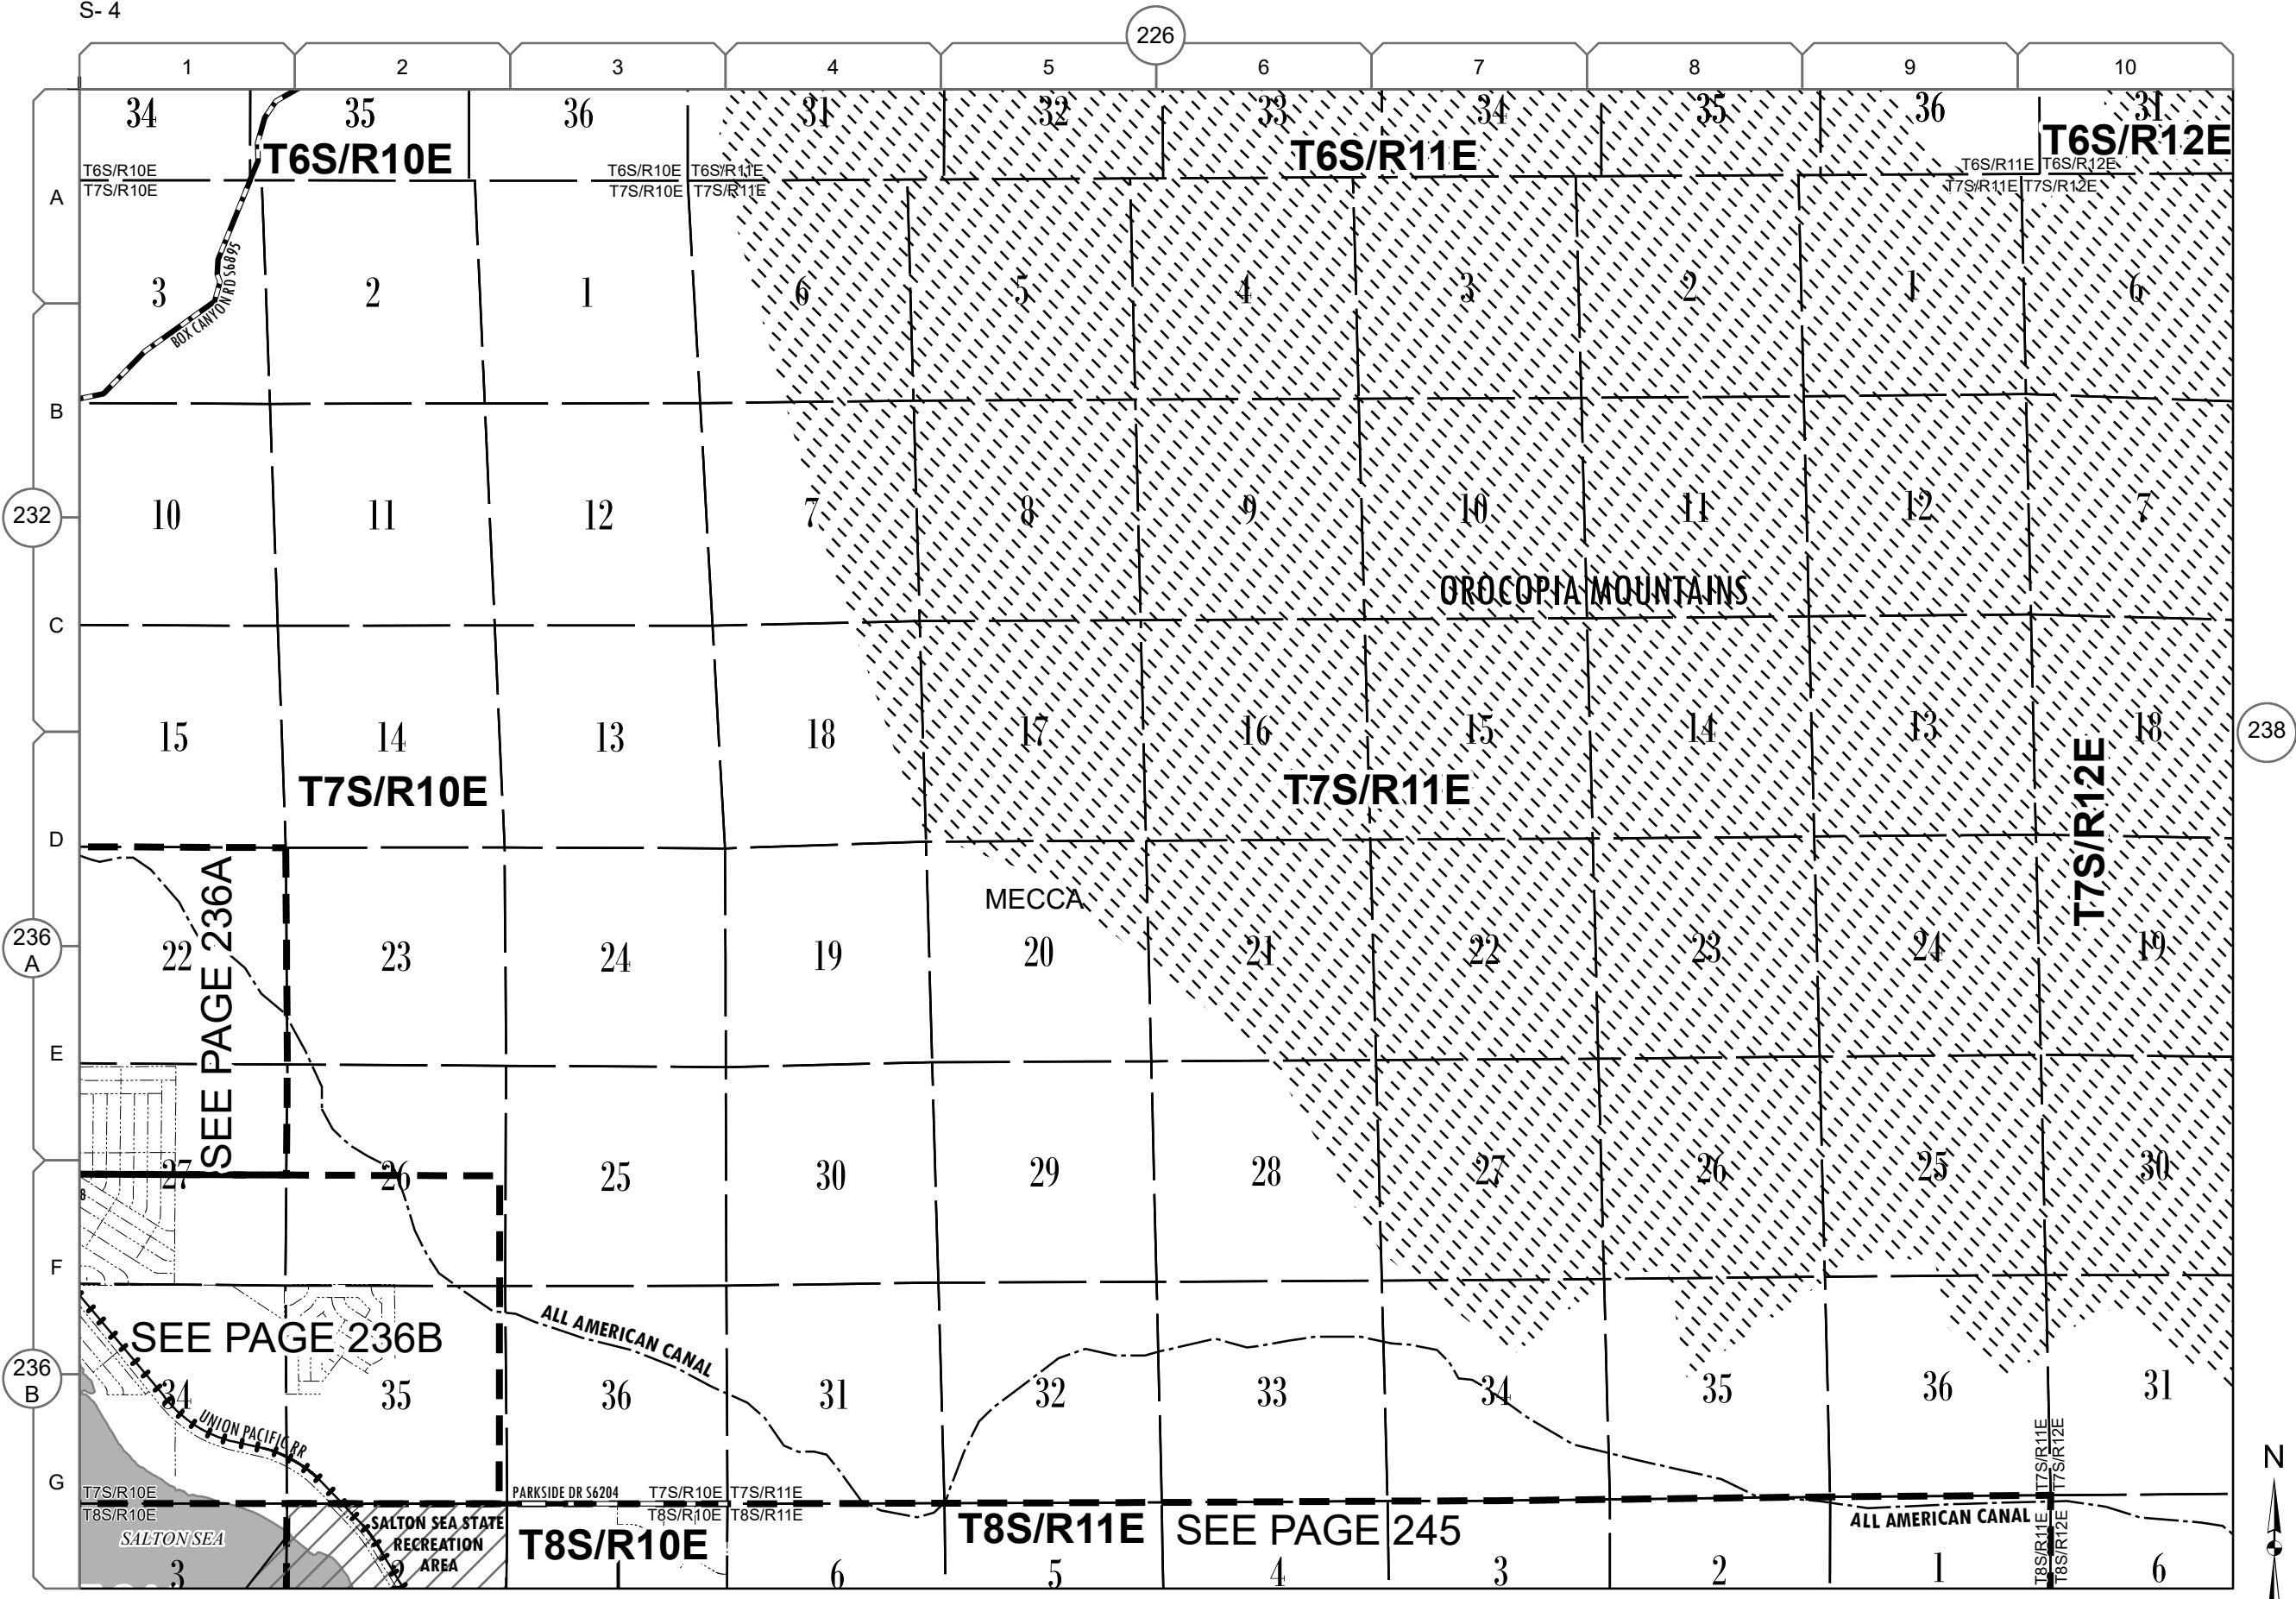 S- 4
226
1 2 3 4 5 6 7 8 9 10
34 35 36 31 32 33 34 35 36 31
T6S/R10E T6S/R11E T6S/R12E
T6S/R10E T6S/R10E T6S/R11E T6S/R11E T6S/R12E
T7S/R10E T7S/R10E T7S/R11E T7S/R11E T7S/R12E
A
BOX CANYON RD S6895
3 2 1 6 5 4 3 2 1 6
B
232
10 11 12 7 8 9 10 11 12 7
OROCOPIA MOUNTAINS
C
15 14 13 18 17 16 15 14 13 18
238
T7S/R10E T7S/R11E T7S/R12E
D
SEE PAGE 236A
MECCA
236
A
22 23 24 19 20 21 22 23 24 19
E
27 26 25 30 29 28 27 26 25 30
8
F
ALL AMERICAN CANAL
SEE PAGE 236B
236
B
34 35 36 31 32 33 34 35 36 31
UNION PACIFIC RR
T7S/R11E T7S/R12E
N
G
T7S/R10E PARKSIDE DR S6204 T7S/R10E T7S/R11E
T8S/R10E T8S/R10E T8S/R11E
SALTON SEA
SALTON SEA STATE
RECREATION
AREA
T8S/R10E T8S/R11E SEE PAGE 245
ALL AMERICAN CANAL
T8S/R11E T8S/R12E
3 2 6 5 4 3 2 1 6